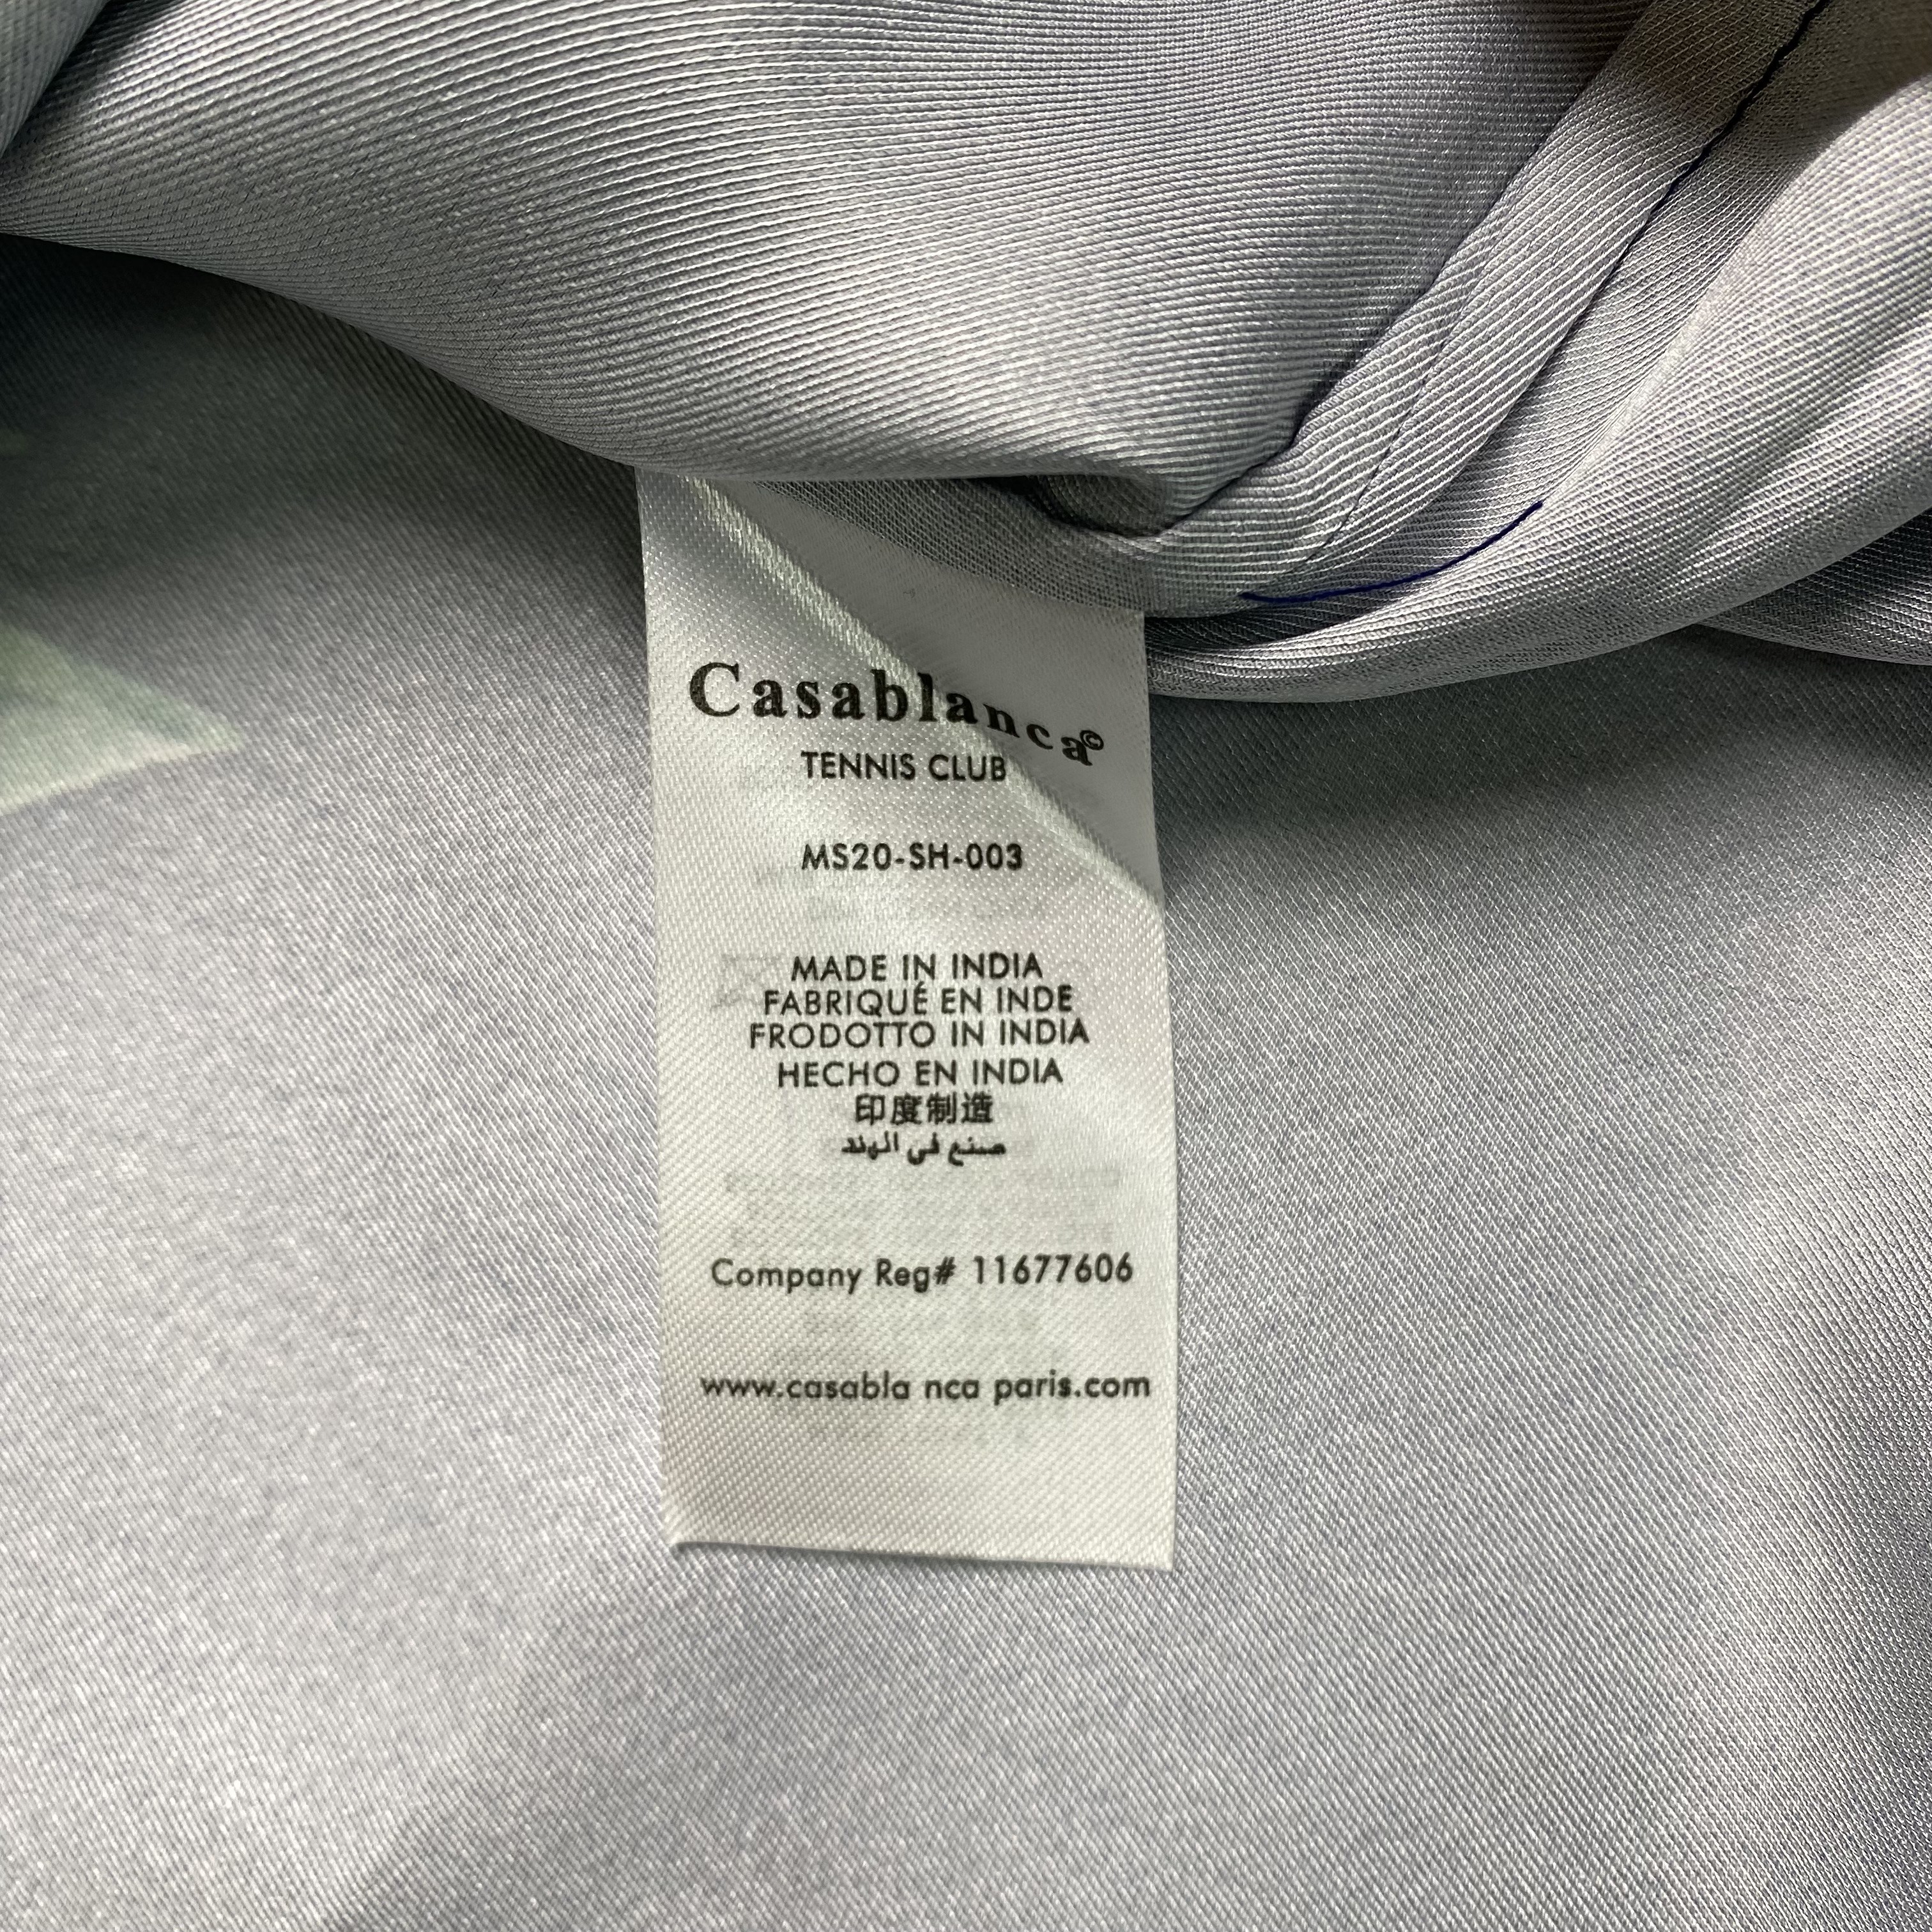 Casablanca©
TENNIS CLUB
MS20-SH-003
MADE IN INDIA
FABRIQUÉ EN INDE
FRODOTTO IN INDIA
HECHO EN INDIA
印度制造
صنع في الهند
Company Reg# 11677606
www.casabla nca paris.com